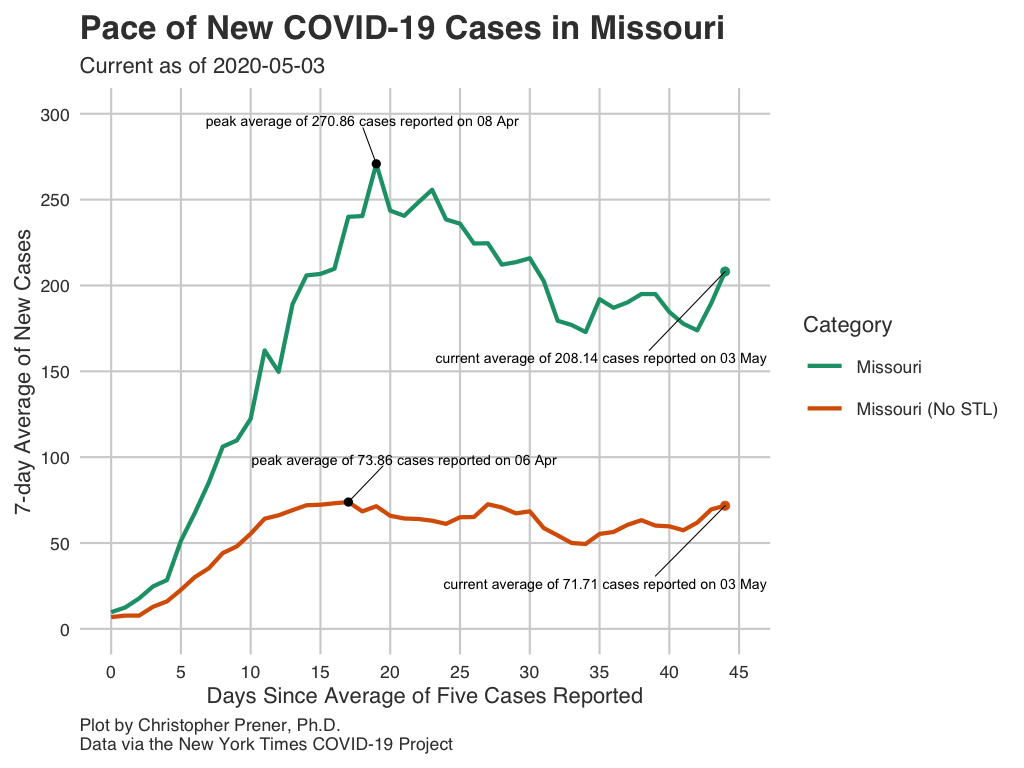 Pace of New COVID-19 Cases in Missouri
Current as of 2020-05-03
7-day Average of New Cases
300
250
200
150
100
50
0
peak average of 270.86 cases reported on 08 Apr
current average of 208.14 cases reported on 03 May
peak average of 73.86 cases reported on 06 Apr
current average of 71.71 cases reported on 03 May
0 5 10 15 20 25 30 35 40 45
Days Since Average of Five Cases Reported
Category
Missouri
Missouri (No STL)
Plot by Christopher Prener, Ph.D.
Data via the New York Times COVID-19 Project